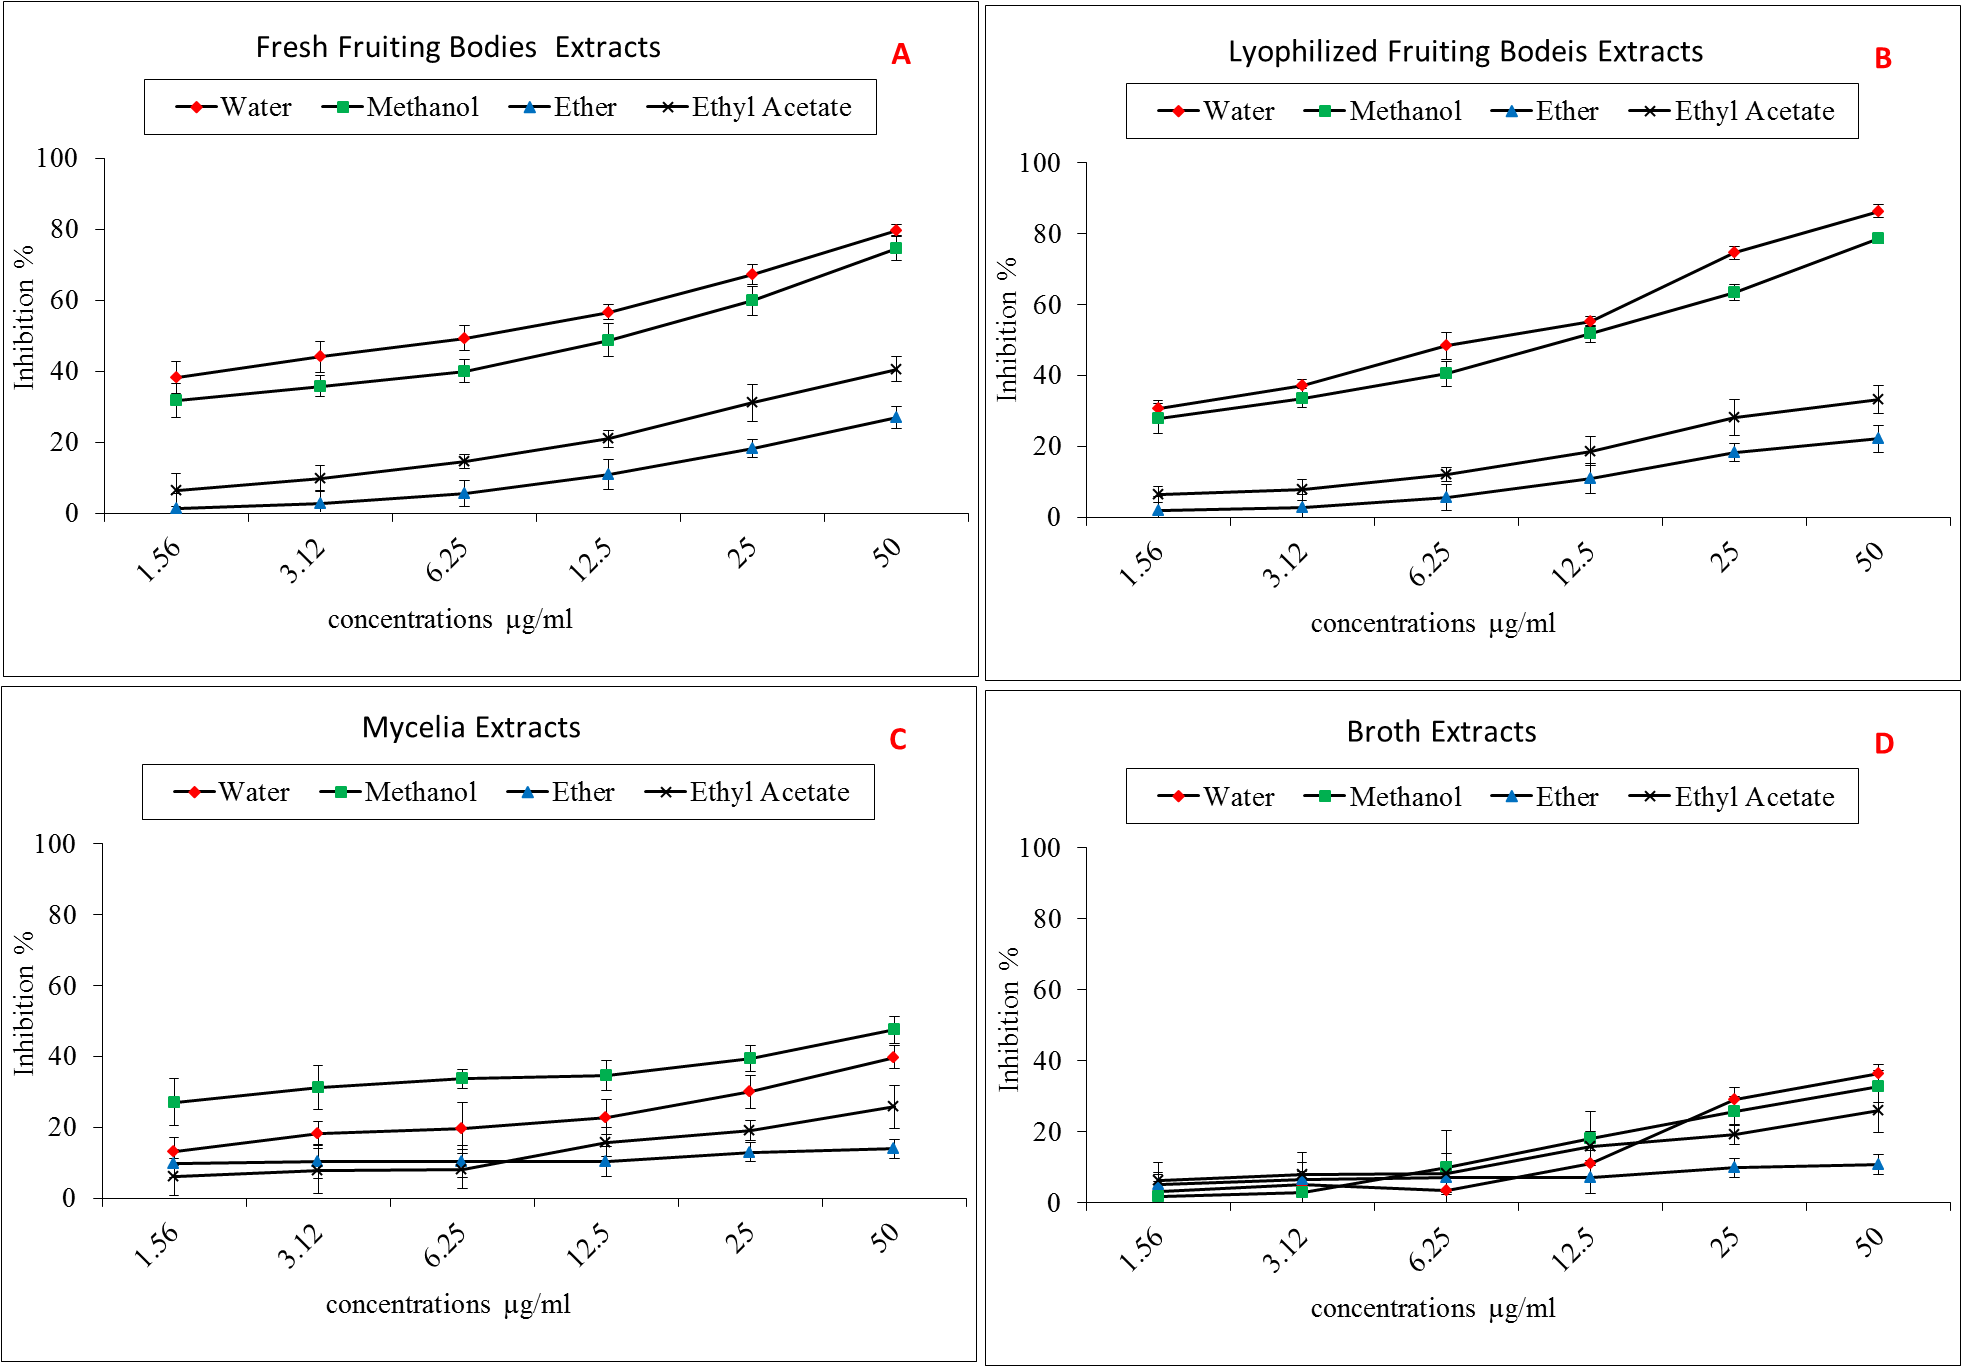 Fresh Fruiting Bodies Extracts
A
Water Methanol Ether Ethyl Acetate
100
80
60
40
20
0
Inhibition %
1.56 3.12 6.25 12.5 25 50
concentrations µg/ml
Lyophilized Fruiting Bodeis Extracts
B
Water Methanol Ether Ethyl Acetate
100
80
60
40
20
0
Inhibition %
1.56 3.12 6.25 12.5 25 50
concentrations µg/ml
Mycelia Extracts
C
Water Methanol Ether Ethyl Acetate
100
80
60
40
20
0
Inhibition %
1.56 3.12 6.25 12.5 25 50
concentrations µg/ml
Broth Extracts
D
Water Methanol Ether Ethyl Acetate
100
80
60
40
20
0
Inhibition %
1.56 3.12 6.25 12.5 25 50
concentrations µg/ml